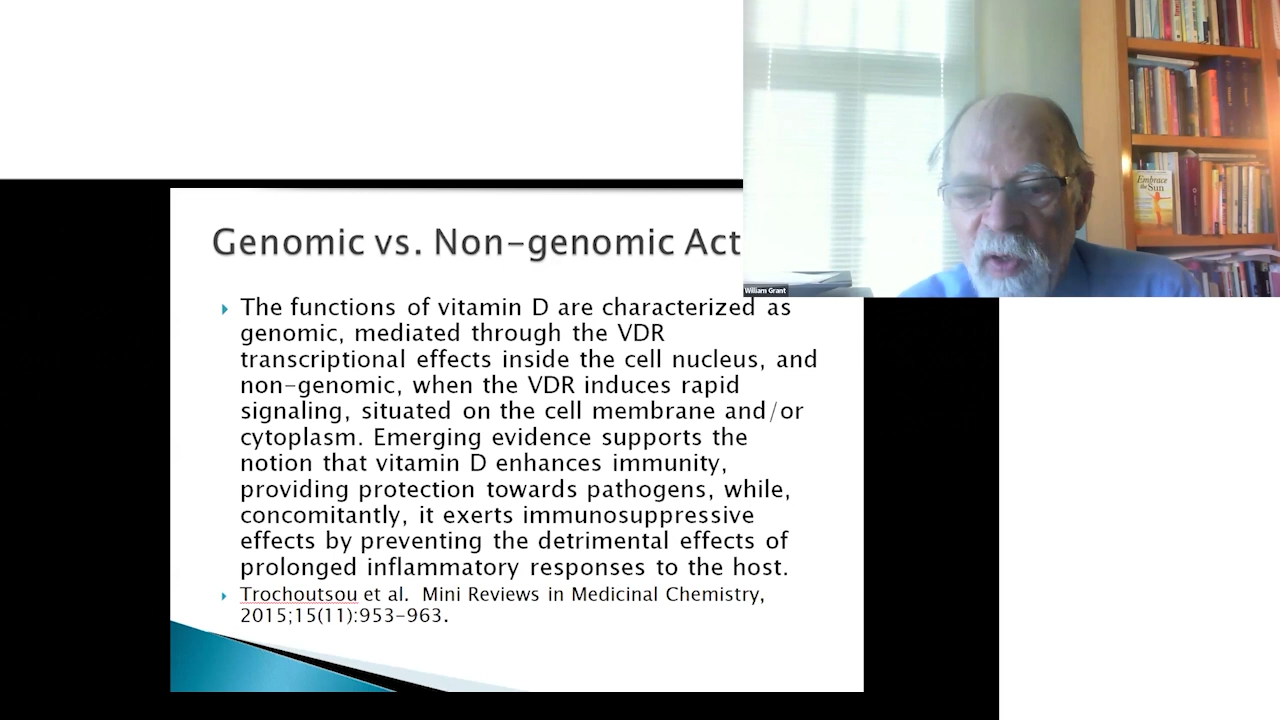 Genomic vs. Non-genomic Act
The functions of vitamin D are characterized as
genomic, mediated through the VDR
transcriptional effects inside the cell nucleus, and
non-genomic, when the VDR induces rapid
signaling, situated on the cell membrane and/or
cytoplasm. Emerging evidence supports the
notion that vitamin D enhances immunity,
providing protection towards pathogens, while,
concomitantly, it exerts immunosuppressive
effects by preventing the detrimental effects of
prolonged inflammatory responses to the host.
Trochoutsou et al. Mini Reviews in Medicinal Chemistry,
2015;15(11):953-963.
William Grant
Embrace
the Sun